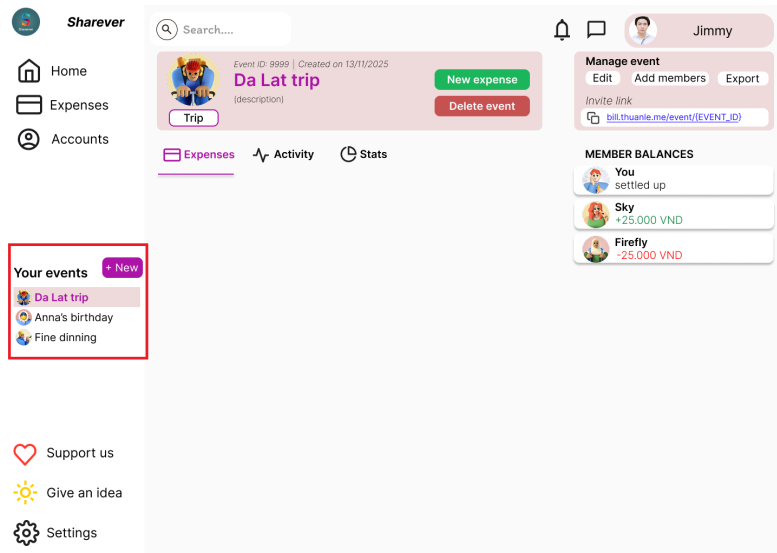 Sharever
Home
Expenses
Accounts
Your events
+ New
Da Lat trip
Anna's birthday
Fine dinning
Support us
Give an idea
Settings
Search....
Jimmy
Event ID: 9999 | Created on 13/11/2025
Da Lat trip
(description)
Trip
New expense
Delete event
Expenses
Activity
Stats
Manage event
Edit
Add members
Export
Invite link
bill.thuanle.me/event/{EVENT_ID}
MEMBER BALANCES
You
settled up
Sky
+25.000 VND
Firefly
-25.000 VND